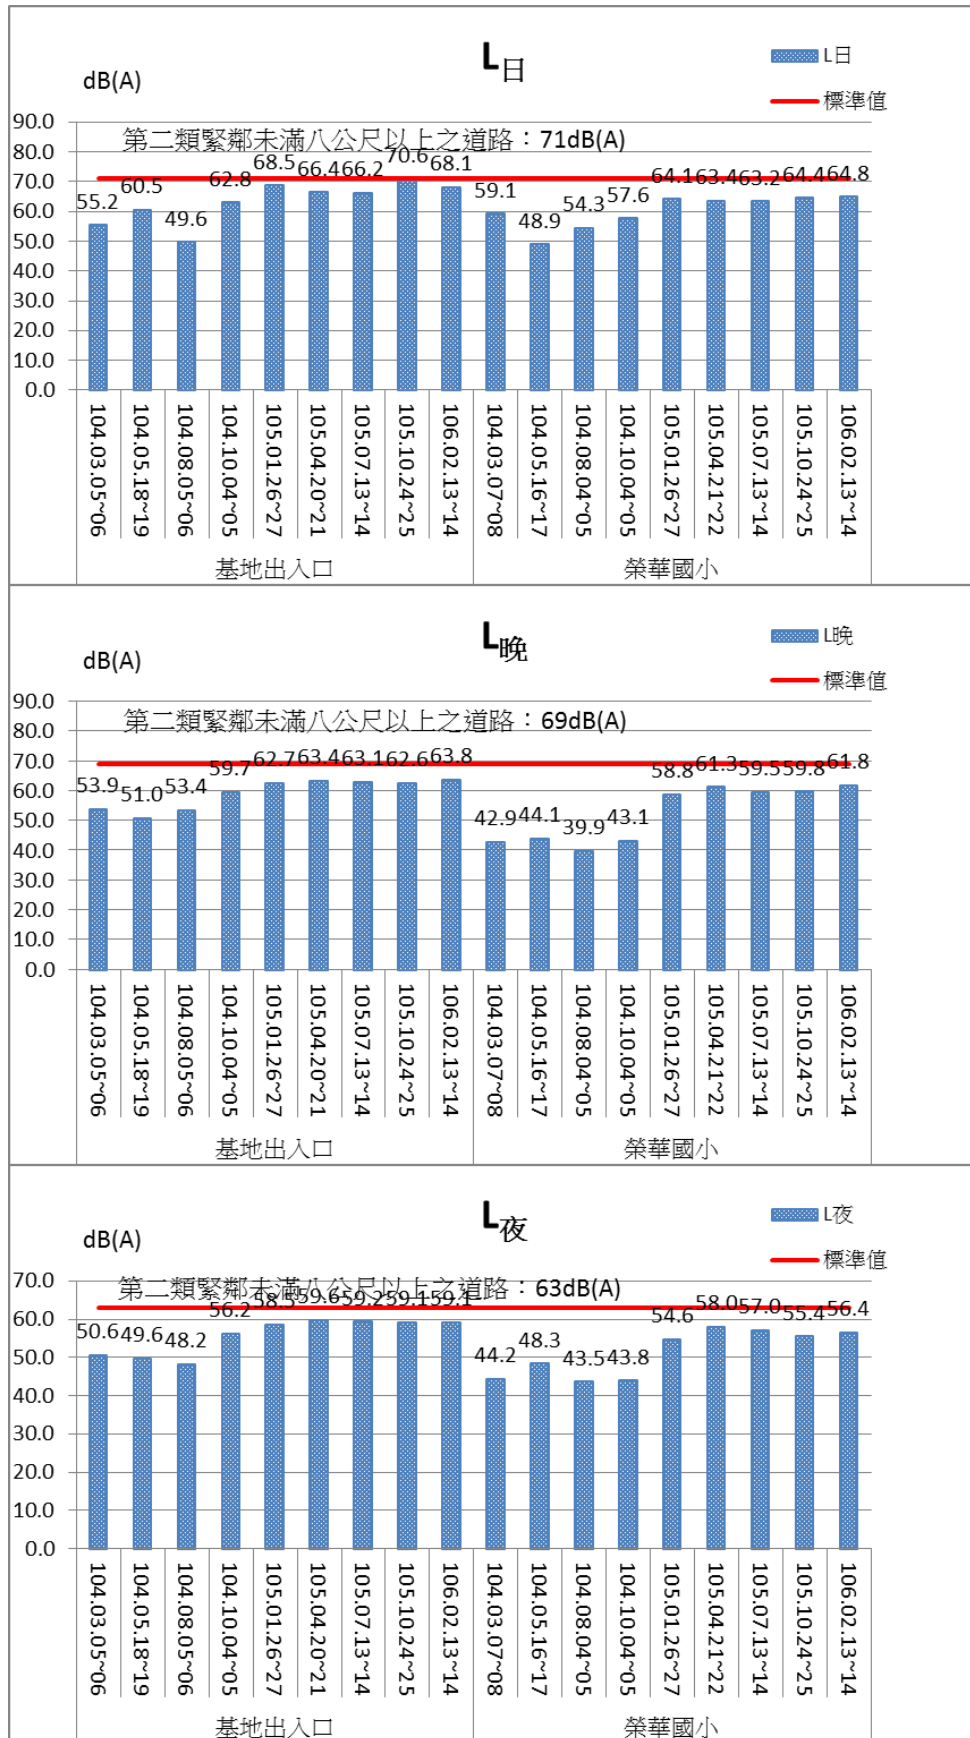 L日
dB(A)
L日
標準值
第二類緊鄰未滿八公尺以上之道路：71dB(A)
90.0
80.0
70.0
60.0
50.0
40.0
30.0
20.0
10.0
0.0
55.2 60.5 49.6 62.8 68.5 66.4 66.2 70.6 68.1 59.1 48.9 54.3 57.6 64.1 63.4 63.2 64.4 64.8
104.03.05~06 104.05.18~19 104.08.05~06 104.10.04~05 105.01.26~27 105.04.20~21 105.07.13~14 105.10.24~25 106.02.13~14 104.03.07~08 104.05.16~17 104.08.04~05 104.10.04~05 105.01.26~27 105.04.21~22 105.07.13~14 105.10.24~25 106.02.13~14
基地出入口 榮華國小
L晚
dB(A)
L晚
標準值
第二類緊鄰未滿八公尺以上之道路：69dB(A)
90.0
80.0
70.0
60.0
50.0
40.0
30.0
20.0
10.0
0.0
53.9 51.0 53.4 59.7 62.7 63.4 63.1 62.6 63.8 42.9 44.1 39.9 43.1 58.8 61.3 59.5 59.8 61.8
104.03.05~06 104.05.18~19 104.08.05~06 104.10.04~05 105.01.26~27 105.04.20~21 105.07.13~14 105.10.24~25 106.02.13~14 104.03.07~08 104.05.16~17 104.08.04~05 104.10.04~05 105.01.26~27 105.04.21~22 105.07.13~14 105.10.24~25 106.02.13~14
基地出入口 榮華國小
L夜
dB(A)
L夜
標準值
第二類緊鄰未滿八公尺以上之道路：63dB(A)
70.0
60.0
50.0
40.0
30.0
20.0
10.0
0.0
50.6 49.6 48.2 56.2 58.5 59.6 59.2 59.1 59.1 44.2 48.3 43.5 43.8 54.6 58.0 57.0 55.4 56.4
104.03.05~06 104.05.18~19 104.08.05~06 104.10.04~05 105.01.26~27 105.04.20~21 105.07.13~14 105.10.24~25 106.02.13~14 104.03.07~08 104.05.16~17 104.08.04~05 104.10.04~05 105.01.26~27 105.04.21~22 105.07.13~14 105.10.24~25 106.02.13~14
基地出入口 榮華國小